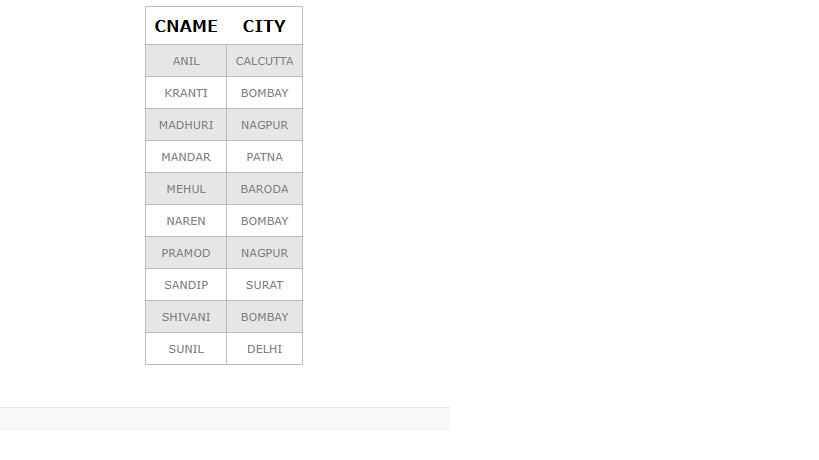 CNAME CITY
ANIL CALCUTTA
KRANTI BOMBAY
MADHURI NAGPUR
MANDAR PATNA
MEHUL BARODA
NAREN BOMBAY
PRAMOD NAGPUR
SANDIP SURAT
SHIVANI BOMBAY
SUNIL DELHI